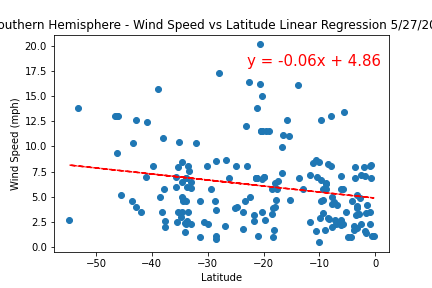 outhern Hemisphere - Wind Speed vs Latitude Linear Regression 5/27/20
y = -0.06x + 4.86
Wind Speed (mph)
20.0
17.5
15.0
12.5
10.0
7.5
5.0
2.5
0.0
−50 −40 −30 −20 −10 0
Latitude